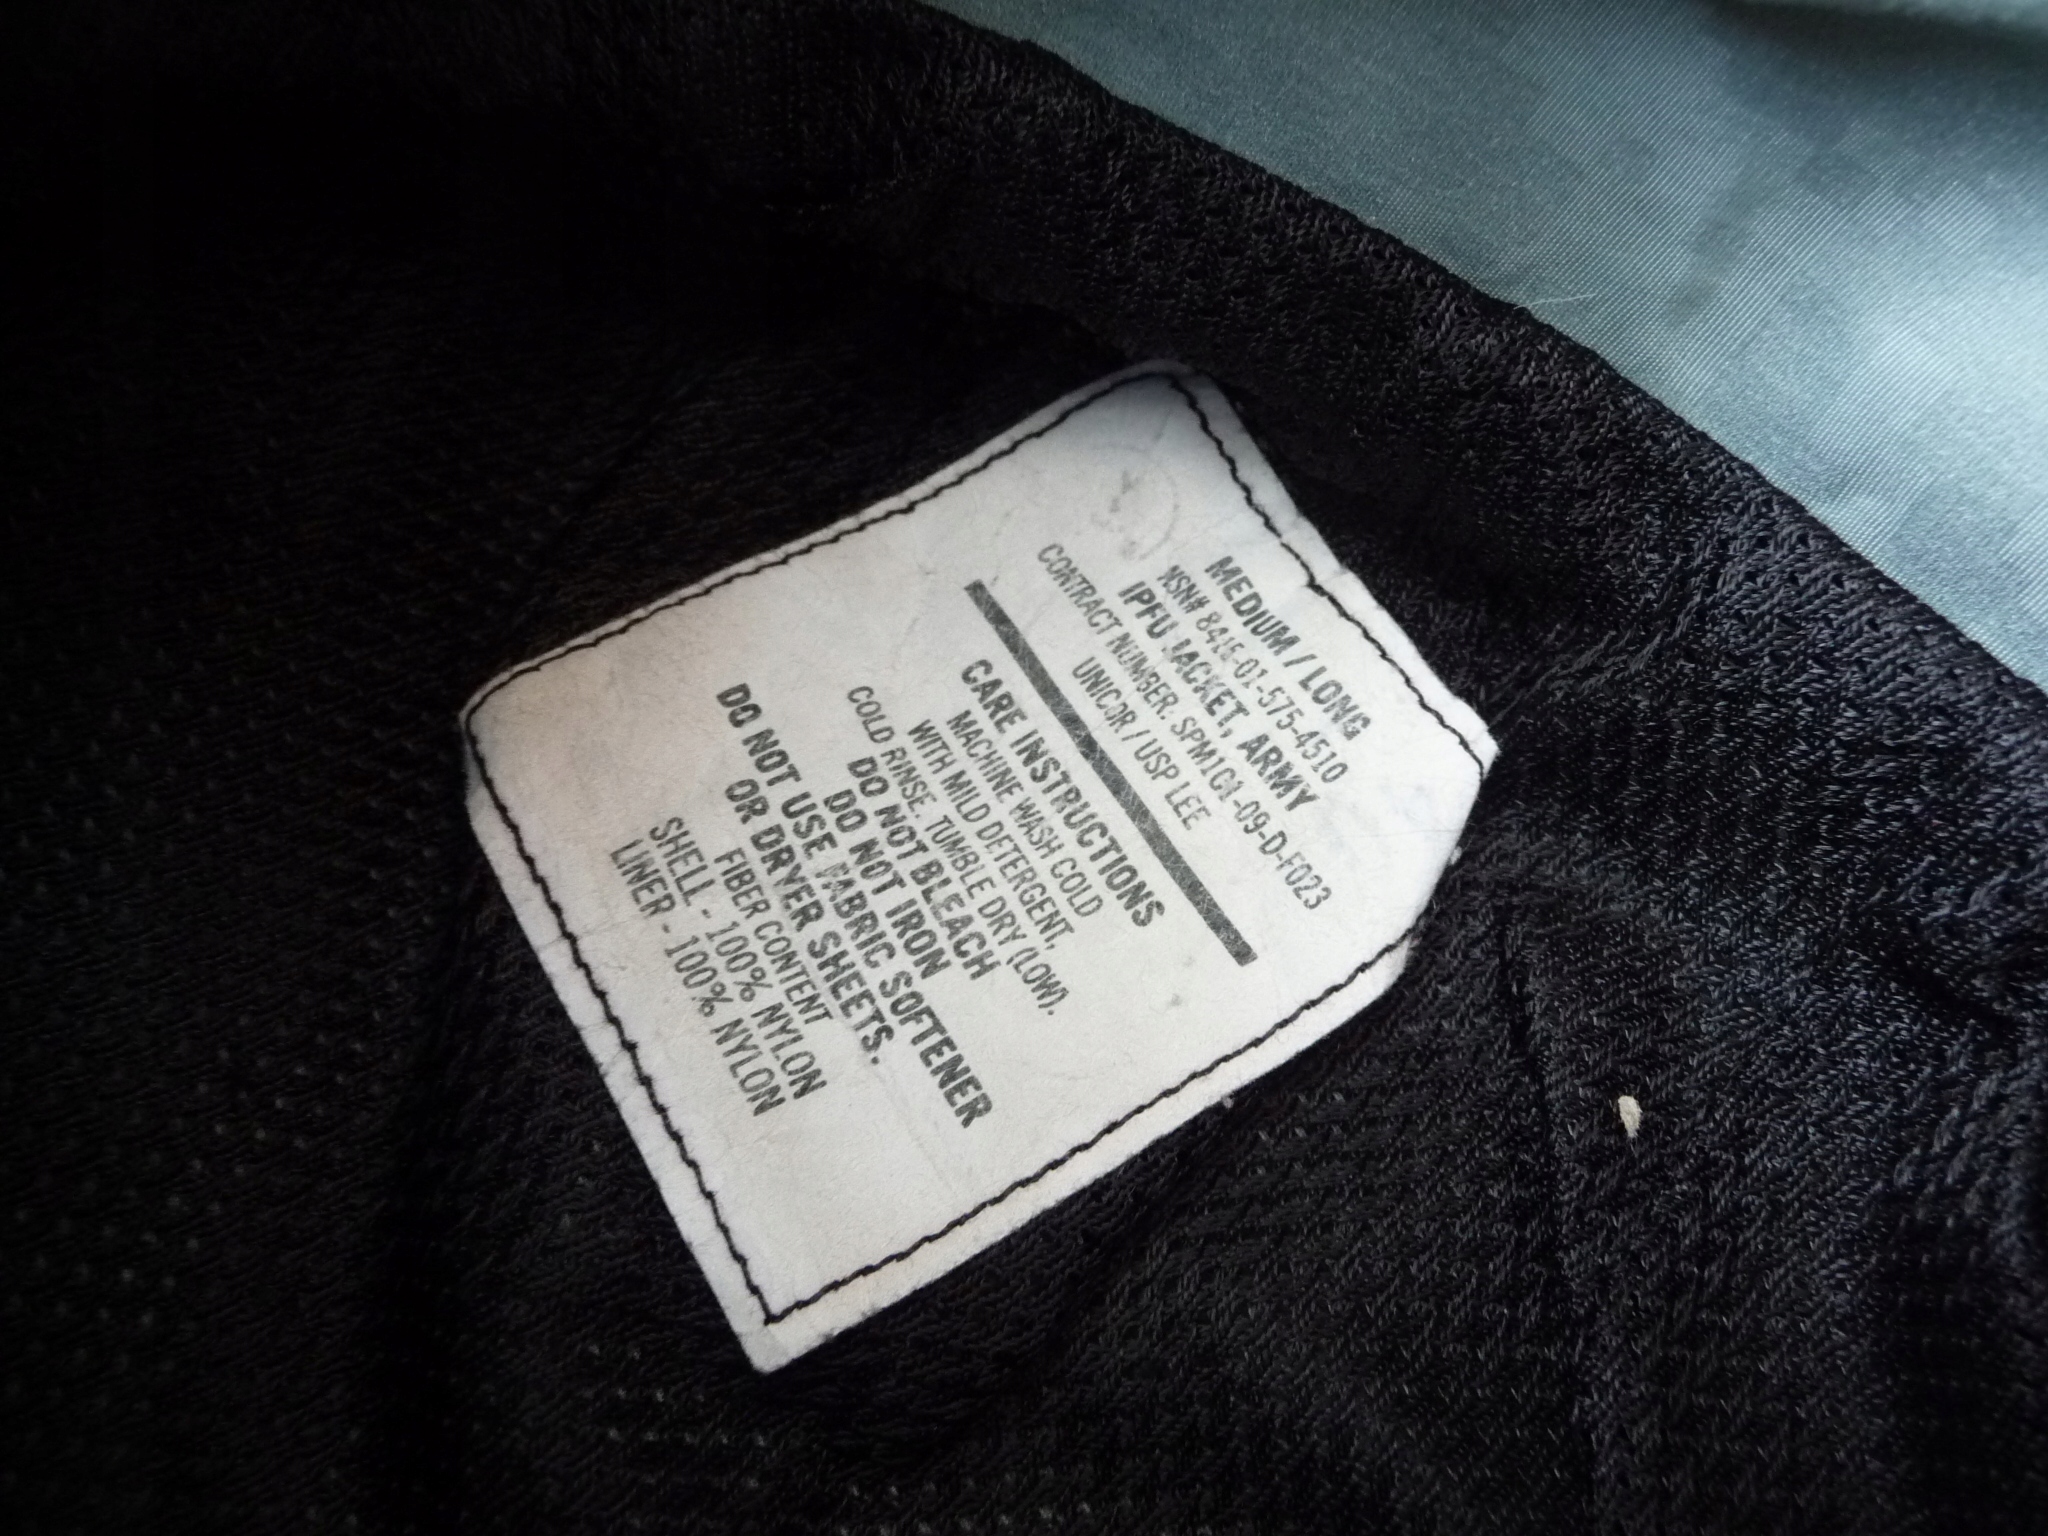 MEDIUM / LONG
NSN# 8415-01-575-4510
IPFU JACKET, ARMY
CONTRACT NUMBER: SPM1C1-09-D-F023
UNICOR / USP LEE
CARE INSTRUCTIONS
MACHINE WASH COLD
WITH MILD DETERGENT,
COLD RINSE. TUMBLE DRY (LOW).
DO NOT BLEACH
DO NOT IRON
DO NOT USE FABRIC SOFTENER
OR DRYER SHEETS.
FIBER CONTENT
SHELL - 100% NYLON
LINER - 100% NYLON